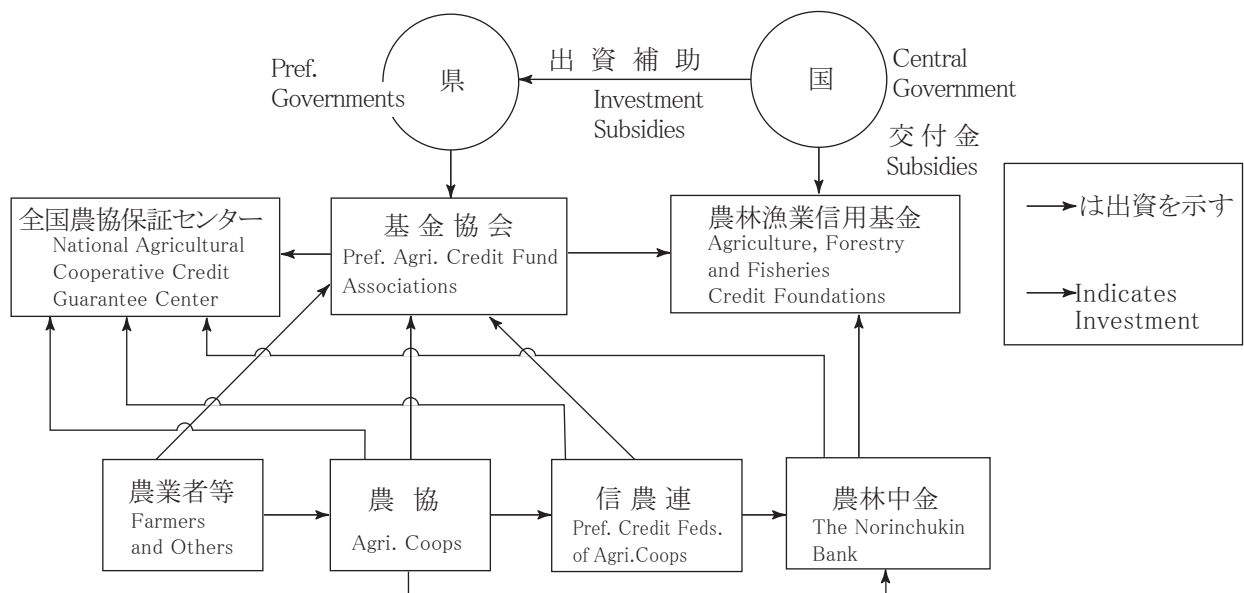 Pref.
Governments
県
出資補助
Investment
Subsidies
国
Central
Government
交付金
Subsidies
全国農協保証センター
National Agricultural
Cooperative Credit
Guarantee Center
基金協会
Pref. Agri. Credit Fund
Associations
農林漁業信用基金
Agriculture, Forestry
and Fisheries
Credit Foundations
は出資を示す
Indicates
Investment
農業者等
Farmers
and Others
農協
Agri. Coops
信農連
Pref. Credit Feds.
of Agri.Coops
農林中金
The Norinchukin
Bank